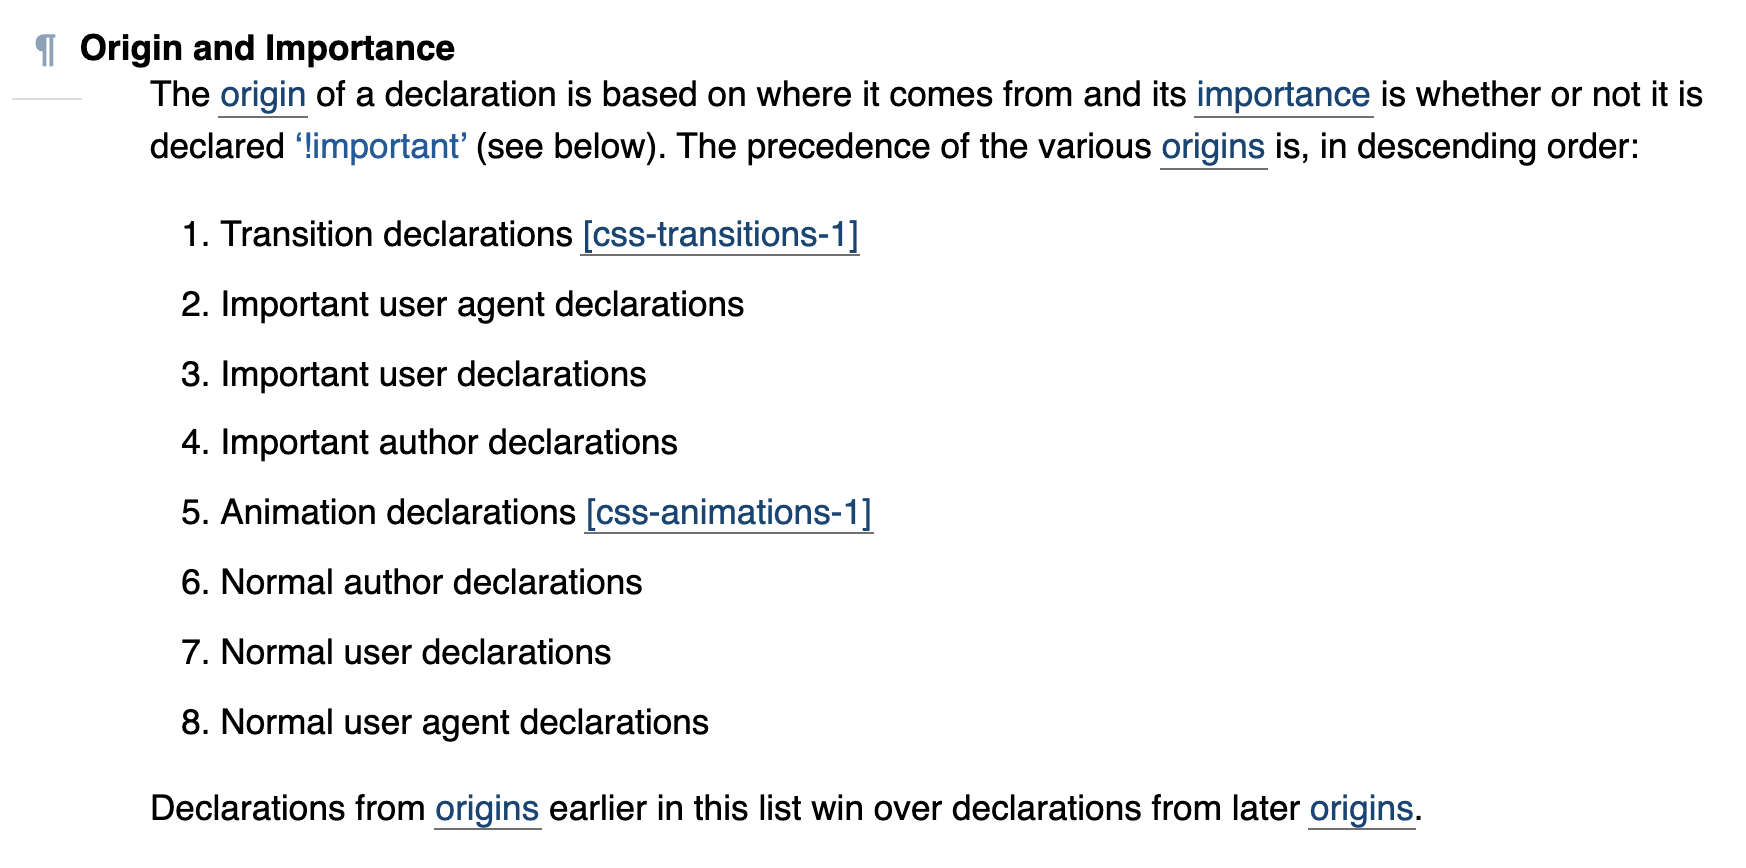 ¶ Origin and Importance
The origin of a declaration is based on where it comes from and its importance is whether or not it is
declared ‘!important’ (see below). The precedence of the various origins is, in descending order:
1. Transition declarations [css-transitions-1]
2. Important user agent declarations
3. Important user declarations
4. Important author declarations
5. Animation declarations [css-animations-1]
6. Normal author declarations
7. Normal user declarations
8. Normal user agent declarations
Declarations from origins earlier in this list win over declarations from later origins.